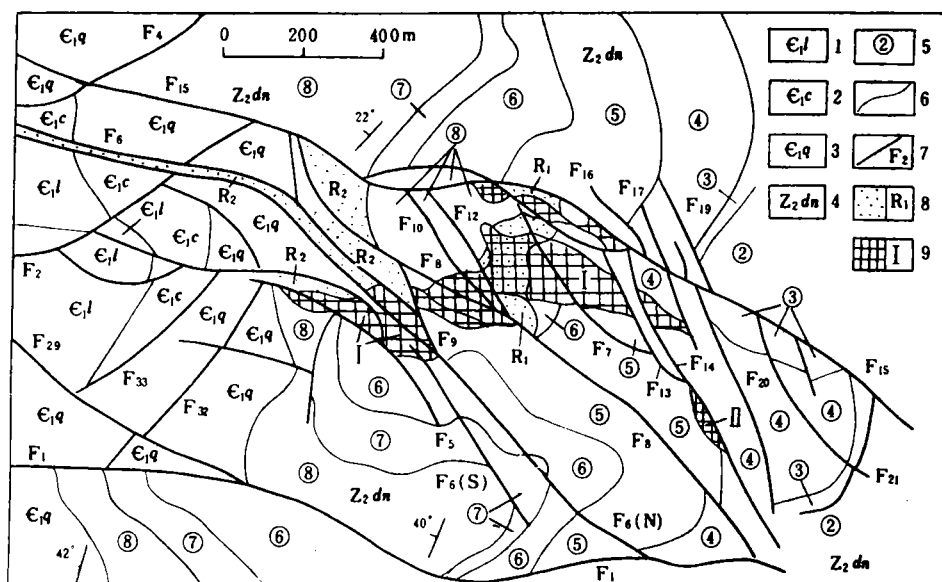 Є₁q F₄ 0 200 400m Z₂dn Є₁l 1 ② 5
F₁₅ Z₂dn ⑧ ⑦ ⑥ ⑤ ④ Є₁c 2 6
Є₁q Є₁q 22° ⑧ Є₁q 3 F₂ 7
Є₁c F₆ Є₁q R₂ R₁ F₁₆ F₁₇ ③ Z₂dn 4 R₁ 8
Є₁l Є₁c R₂ Є₁q F₁₀ F₁₂ F₁₉ ② I 9
Є₁l Є₁c Є₁q R₂ R₂ F₈ I ④
F₂ Є₁l ③
Є₁l Є₁c Є₁q ⑧ I F₉ R₁ ⑥ F₇ ⑤ F₁₄ F₁₅
F₂₉ Є₁q ⑥ F₁₃ F₂₀ ④ ④
F₃₃ F₃₂ Є₁q ⑤ F₈ ⑤ II
Є₁q F₅ ⑦ ⑥ ④ ③ F₂₁
F₁ Є₁q ⑧ Z₂dn F₆(S) F₆(N) ②
Є₁q ⑧ ⑦ ⑥ 40° ⑦ ④ Z₂dn
42° ⑥ ⑤ F₁